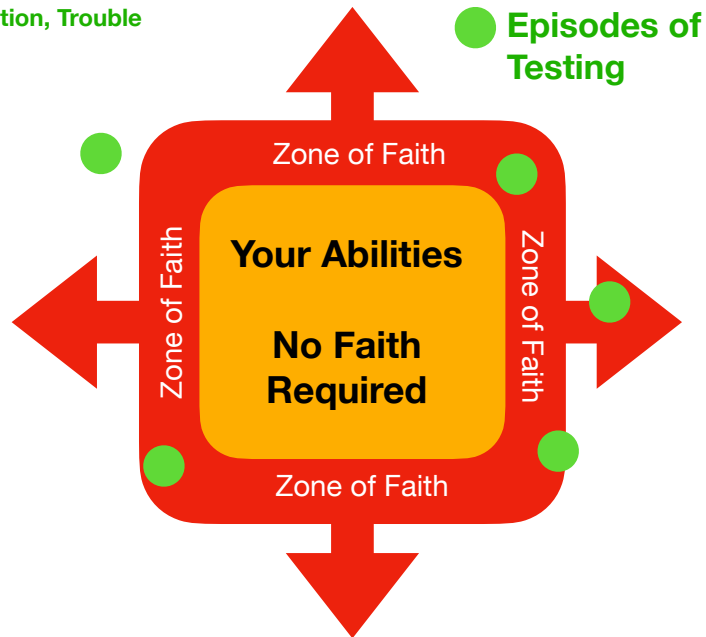 tion, Trouble
Episodes of
Testing
Zone of Faith
Zone of Faith
Your Abilities
No Faith
Required
Zone of Faith
Zone of Faith